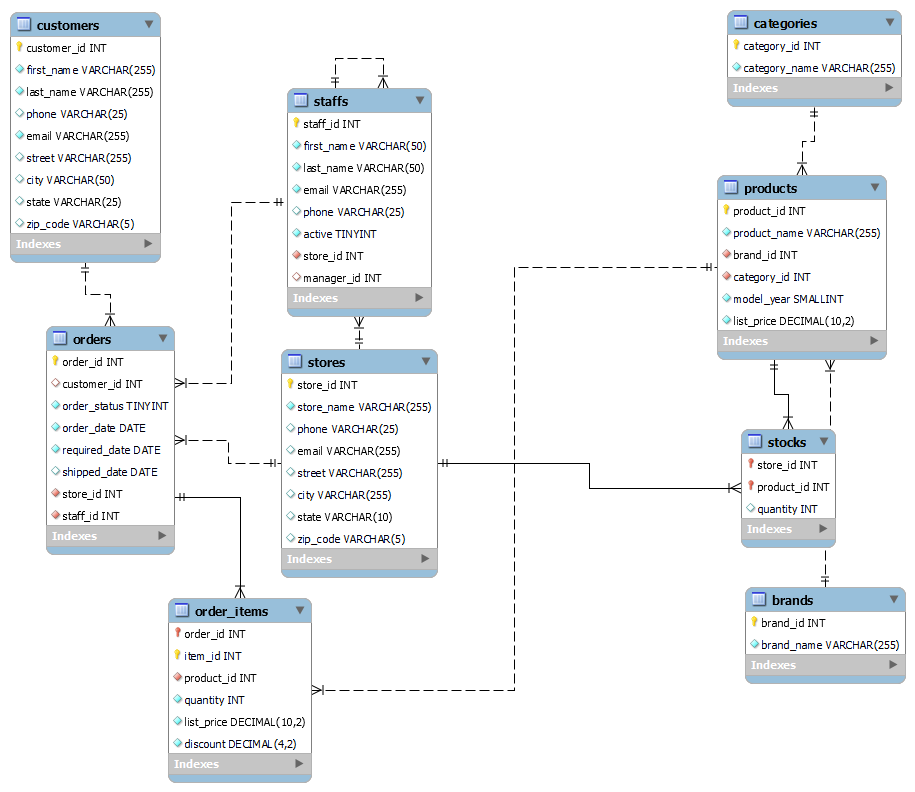 customers
customer_id INT
first_name VARCHAR(255)
last_name VARCHAR(255)
phone VARCHAR(25)
email VARCHAR(255)
street VARCHAR(255)
city VARCHAR(50)
state VARCHAR(25)
zip_code VARCHAR(5)
Indexes
staffs
staff_id INT
first_name VARCHAR(50)
last_name VARCHAR(50)
email VARCHAR(255)
phone VARCHAR(25)
active TINYINT
store_id INT
manager_id INT
Indexes
categories
category_id INT
category_name VARCHAR(255)
Indexes
products
product_id INT
product_name VARCHAR(255)
brand_id INT
category_id INT
model_year SMALLINT
list_price DECIMAL(10,2)
Indexes
orders
order_id INT
customer_id INT
order_status TINYINT
order_date DATE
required_date DATE
shipped_date DATE
store_id INT
staff_id INT
Indexes
stores
store_id INT
store_name VARCHAR(255)
phone VARCHAR(25)
email VARCHAR(255)
street VARCHAR(255)
city VARCHAR(255)
state VARCHAR(10)
zip_code VARCHAR(5)
Indexes
stocks
store_id INT
product_id INT
quantity INT
Indexes
order_items
order_id INT
item_id INT
product_id INT
quantity INT
list_price DECIMAL(10,2)
discount DECIMAL(4,2)
Indexes
brands
brand_id INT
brand_name VARCHAR(255)
Indexes